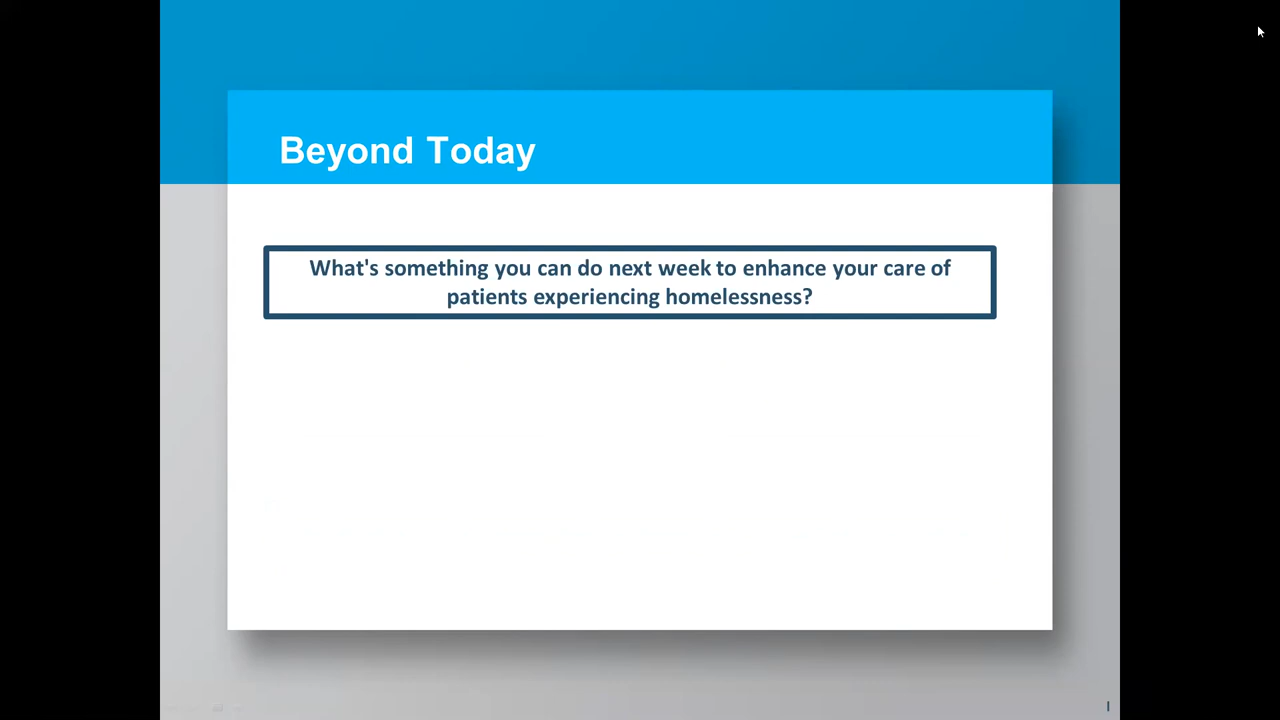 Beyond Today
What's something you can do next week to enhance your care of
patients experiencing homelessness?